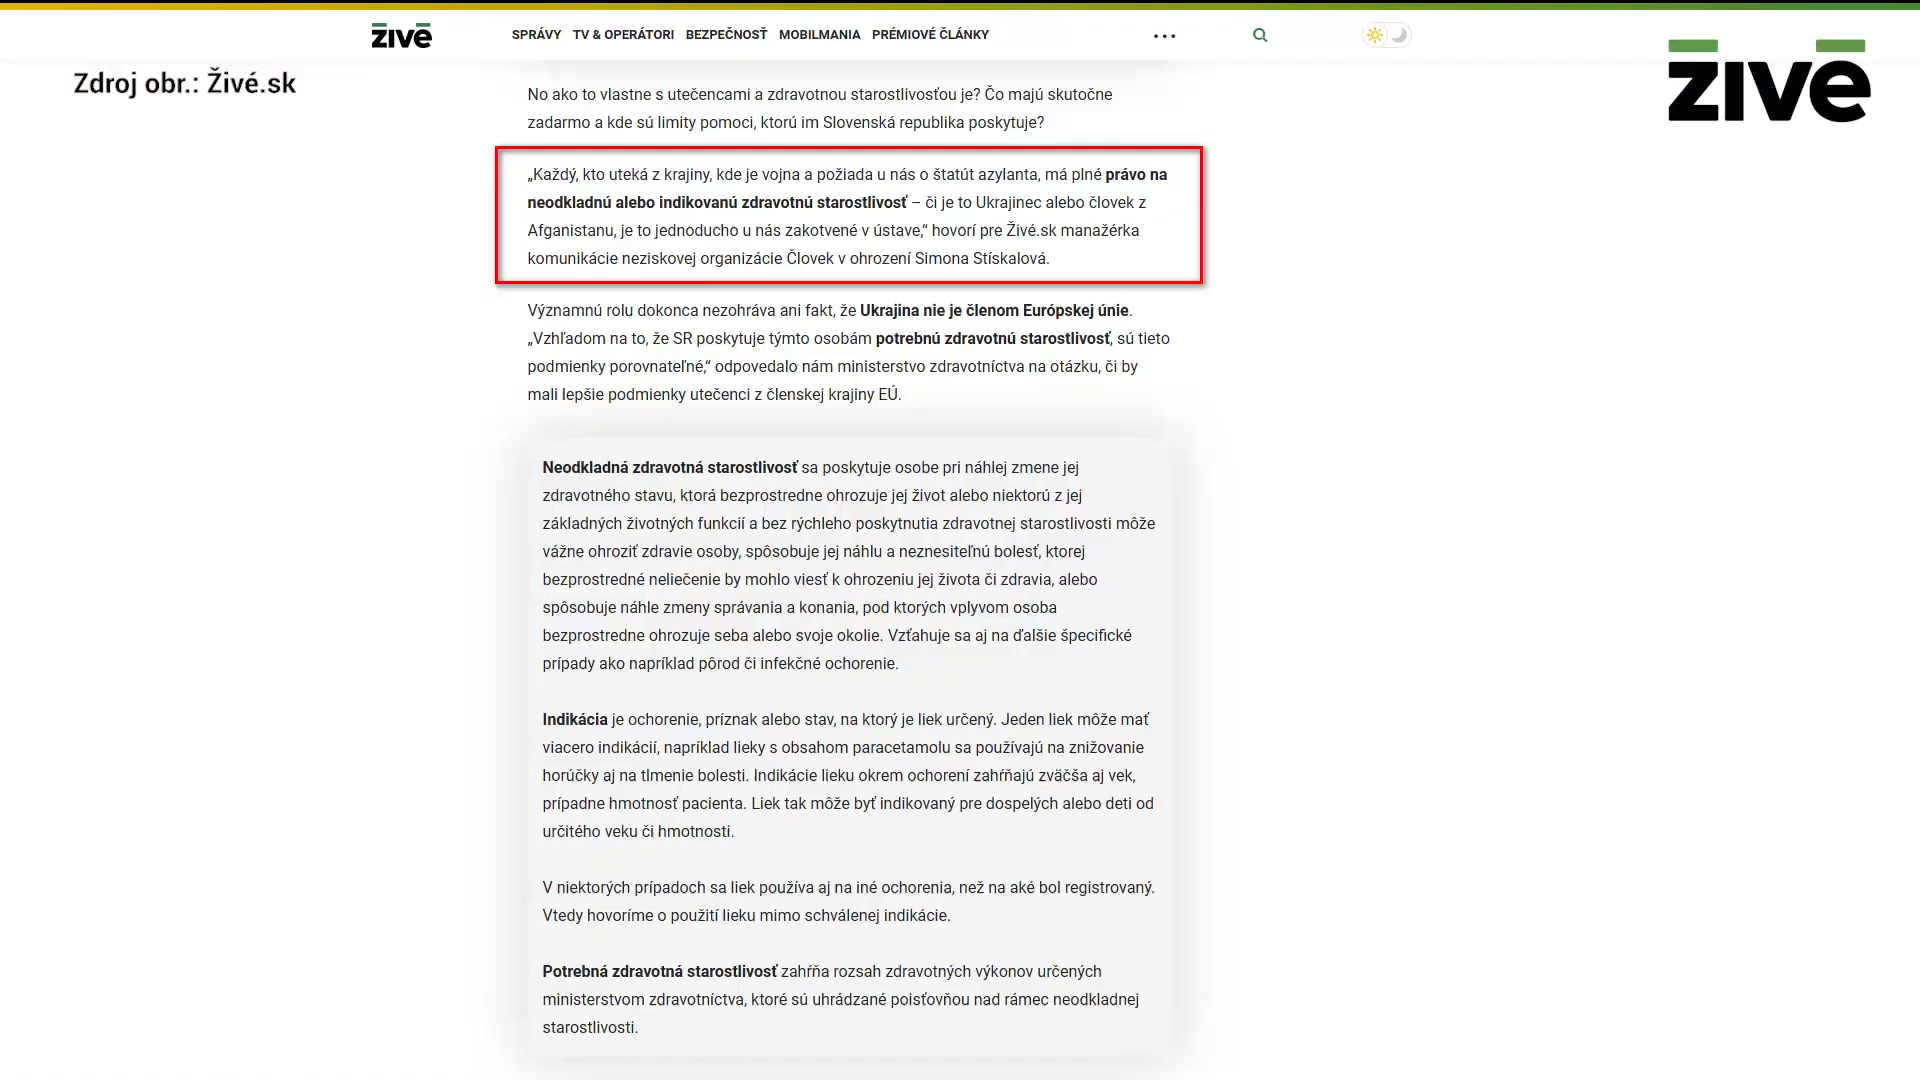 živé
SPRÁVY TV & OPERÁTORI BEZPEČNOSŤ MOBILMANIA PRÉMIOVÉ ČLÁNKY
živé
Zdroj obr.: Živé.sk
No ako to vlastne s utečencami a zdravotnou starostlivosťou je? Čo majú skutočne
zadarmo a kde sú limity pomoci, ktorú im Slovenská republika poskytuje?
„Každý, kto uteká z krajiny, kde je vojna a požiada u nás o štatút azylanta, má plné právo na
neodkladnú alebo indikovanú zdravotnú starostlivosť – či je to Ukrajinec alebo človek z
Afganistanu, je to jednoducho u nás zakotvené v ústave,“ hovorí pre Živé.sk manažérka
komunikácie neziskovej organizácie Človek v ohrození Simona Stískalová.
Významnú rolu dokonca nezohráva ani fakt, že Ukrajina nie je členom Európskej únie.
„Vzhľadom na to, že SR poskytuje týmto osobám potrebnú zdravotnú starostlivosť, sú tieto
podmienky porovnateľné,“ odpovedalo nám ministerstvo zdravotníctva na otázku, či by
mali lepšie podmienky utečenci z členskej krajiny EÚ.
Neodkladná zdravotná starostlivosť sa poskytuje osobe pri náhlej zmene jej
zdravotného stavu, ktorá bezprostredne ohrozuje jej život alebo niektorú z jej
základných životných funkcií a bez rýchleho poskytnutia zdravotnej starostlivosti môže
vážne ohroziť zdravie osoby, spôsobuje jej náhlu a neznesiteľnú bolesť, ktorej
bezprostredné neliečenie by mohlo viesť k ohrozeniu jej života či zdravia, alebo
spôsobuje náhle zmeny správania a konania, pod ktorých vplyvom osoba
bezprostredne ohrozuje seba alebo svoje okolie. Vzťahuje sa aj na ďalšie špecifické
prípady ako napríklad pôrod či infekčné ochorenie.
Indikácia je ochorenie, príznak alebo stav, na ktorý je liek určený. Jeden liek môže mať
viacero indikácií, napríklad lieky s obsahom paracetamolu sa používajú na znižovanie
horúčky aj na tlmenie bolesti. Indikácie lieku okrem ochorení zahŕňajú zväčša aj vek,
prípadne hmotnosť pacienta. Liek tak môže byť indikovaný pre dospelých alebo deti od
určitého veku či hmotnosti.
V niektorých prípadoch sa liek používa aj na iné ochorenia, než na aké bol registrovaný.
Vtedy hovoríme o použití lieku mimo schválenej indikácie.
Potrebná zdravotná starostlivosť zahŕňa rozsah zdravotných výkonov určených
ministerstvom zdravotníctva, ktoré sú uhrádzané poisťovňou nad rámec neodkladnej
starostlivosti.